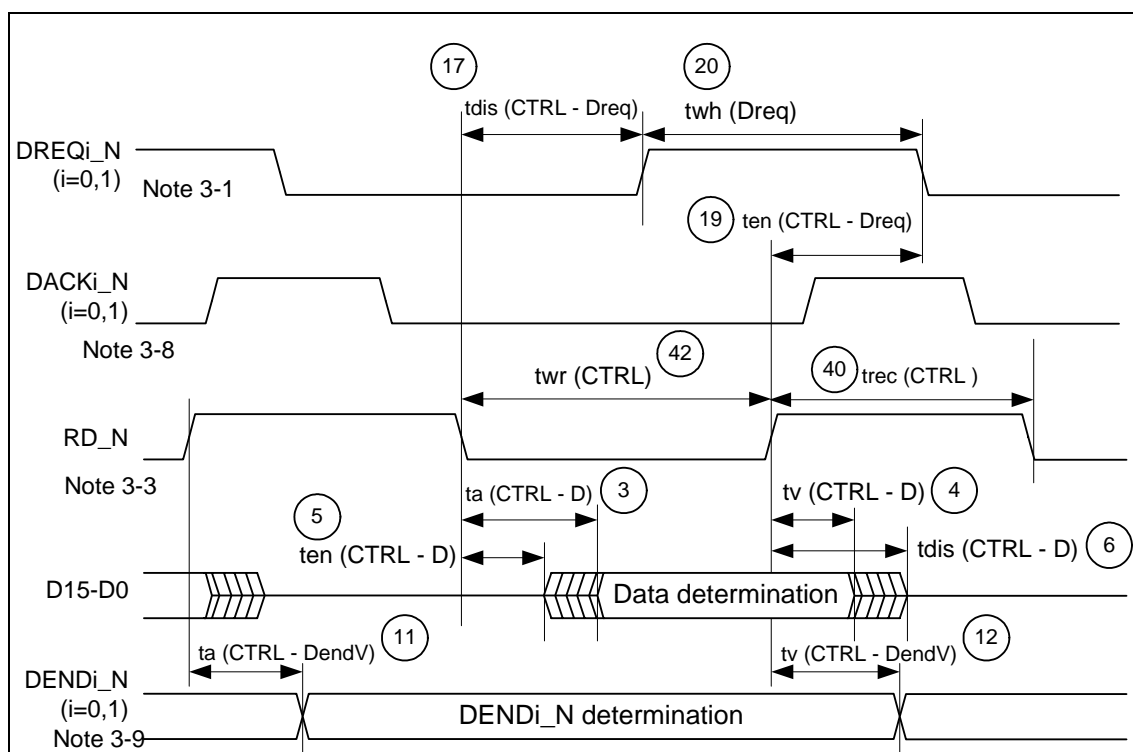 17
20
tdis (CTRL - Dreq)
twh (Dreq)
DREQi_N
(i=0,1)
Note 3-1
19
ten (CTRL - Dreq)
DACKi_N
(i=0,1)
Note 3-8
42
twr (CTRL)
40
trec (CTRL )
RD_N
Note 3-3
ta (CTRL - D)
3
tv (CTRL - D)
4
5
ten (CTRL - D)
tdis (CTRL - D)
6
D15-D0
Data determination
11
ta (CTRL - DendV)
12
tv (CTRL - DendV)
DENDi_N
(i=0,1)
DENDi_N determination
Note 3-9